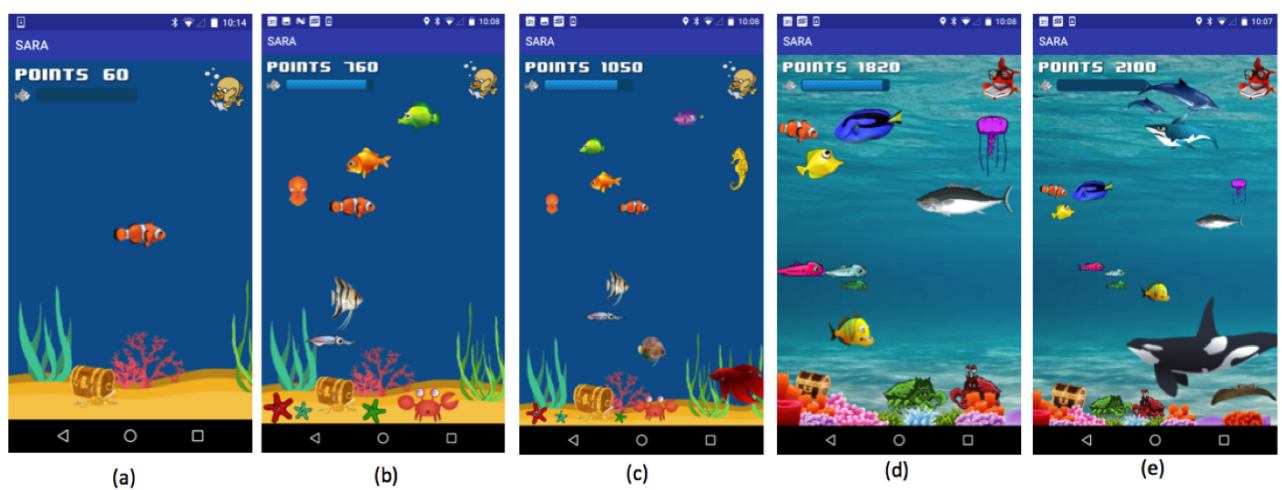 10:14
SARA
POINTS 60
10:08
SARA
POINTS 760
10:08
SARA
POINTS 1050
10:08
SARA
POINTS 1820
10:07
SARA
POINTS 2100
(a)
(b)
(c)
(d)
(e)